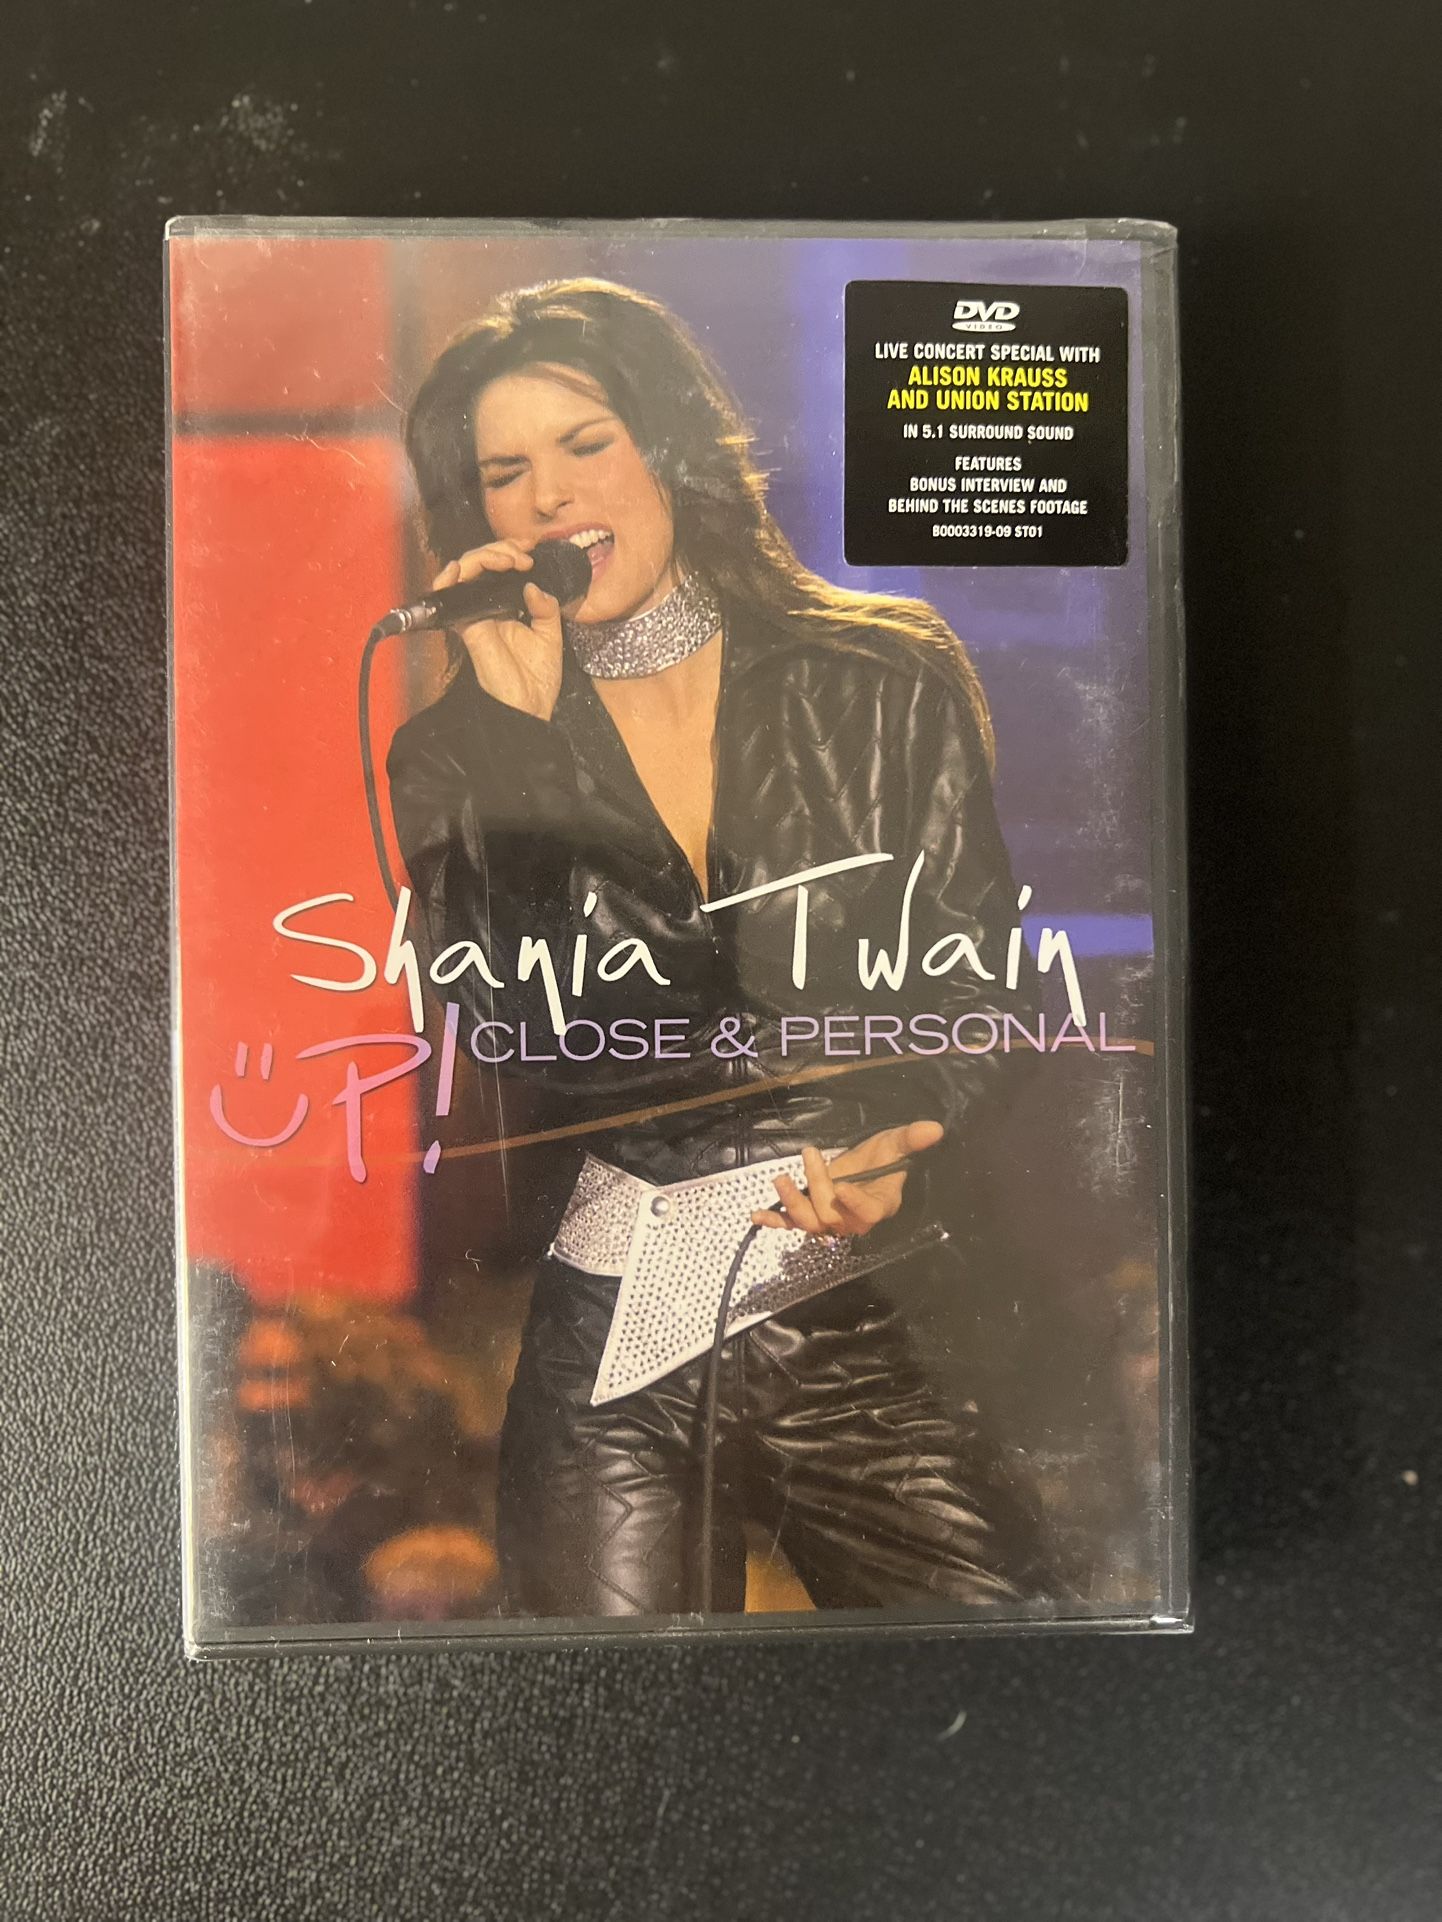 DVD
VIDEO
LIVE CONCERT SPECIAL WITH
ALISON KRAUSS
AND UNION STATION
IN 5.1 SURROUND SOUND
FEATURES
BONUS INTERVIEW AND
BEHIND THE SCENES FOOTAGE
B0003319-09 ST01
Shania Twain
UP! CLOSE & PERSONAL